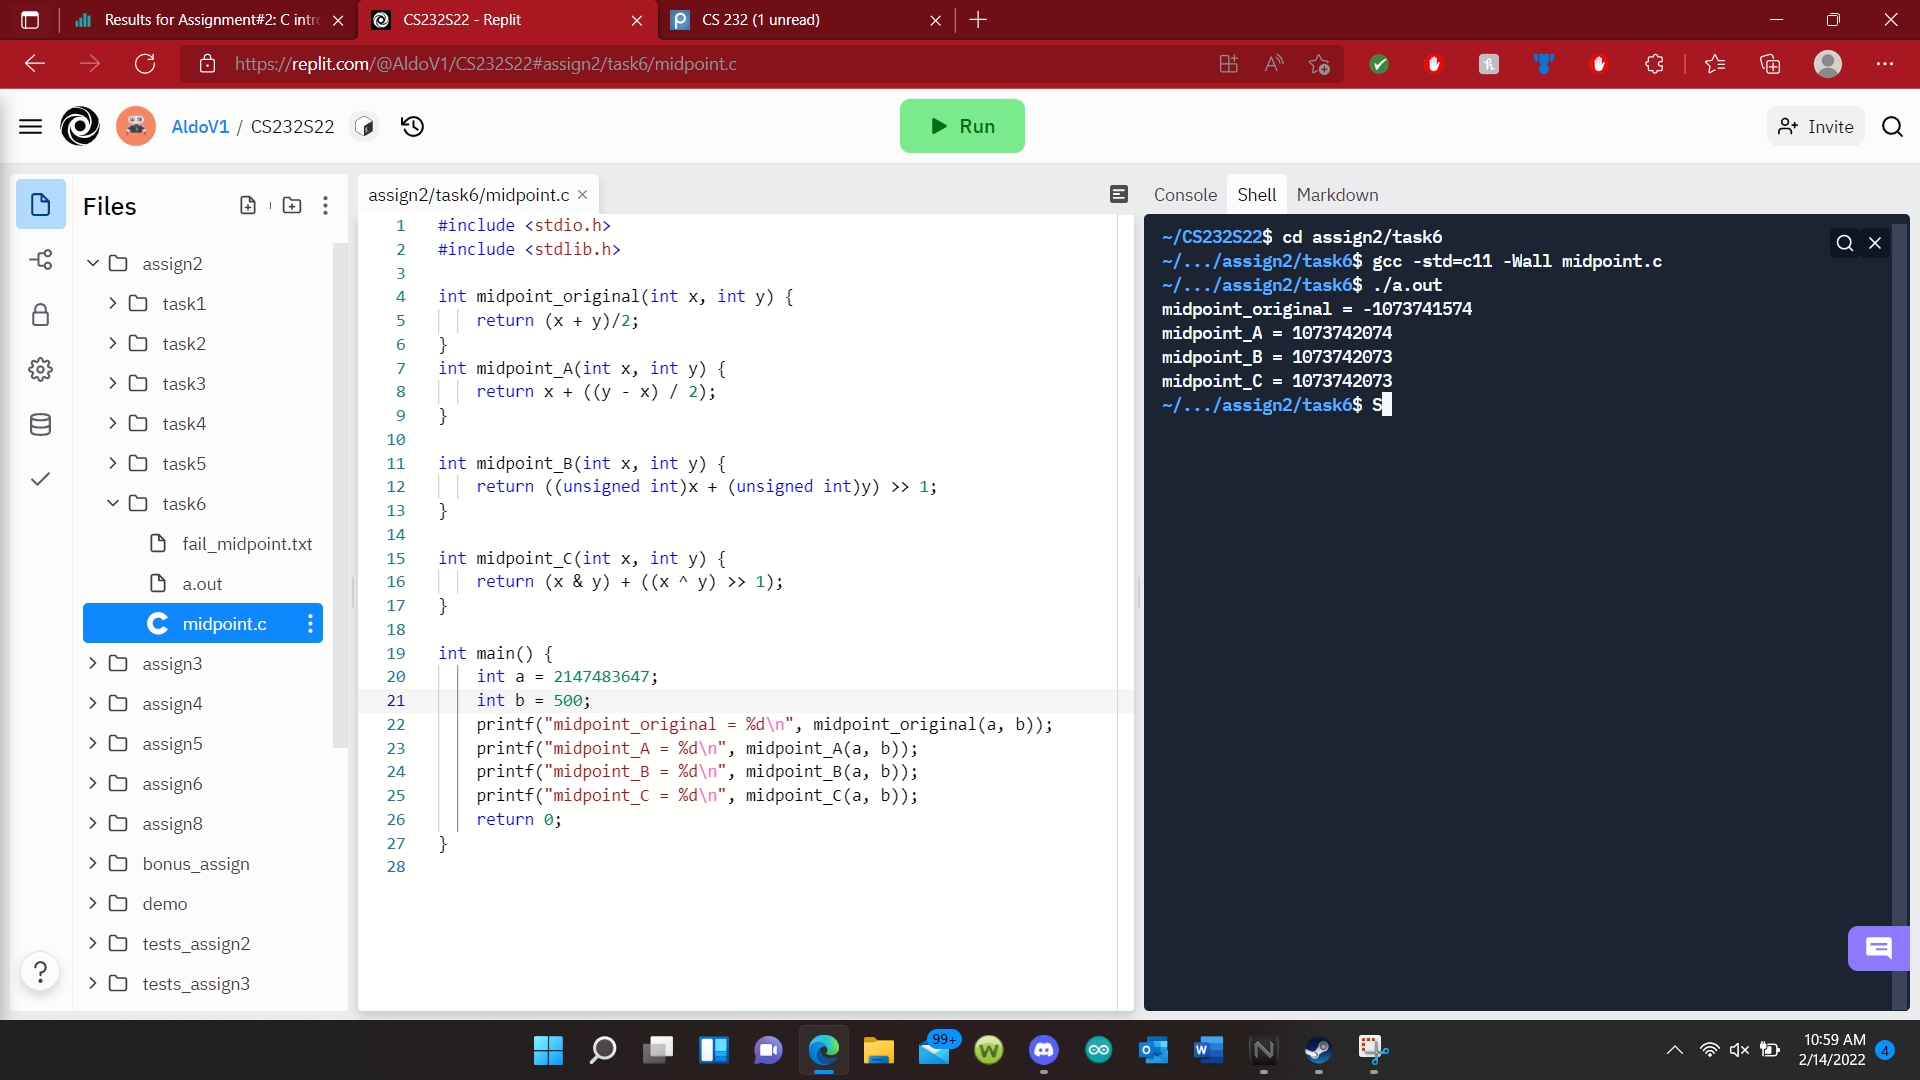 Results for Assignment#2: C intro
CS232S22 - Replit
CS 232 (1 unread)
https://replit.com/@AldoV1/CS232S22#assign2/task6/midpoint.c
AldoV1 / CS232S22
Run
Invite
Files
assign2
task1
task2
task3
task4
task5
task6
fail_midpoint.txt
a.out
midpoint.c
assign3
assign4
assign5
assign6
assign8
bonus_assign
demo
tests_assign2
tests_assign3
?
assign2/task6/midpoint.c
1 #include <stdio.h>
2 #include <stdlib.h>
3
4 int midpoint_original(int x, int y) {
5 return (x + y)/2;
6 }
7 int midpoint_A(int x, int y) {
8 return x + ((y - x) / 2);
9 }
10
11 int midpoint_B(int x, int y) {
12 return ((unsigned int)x + (unsigned int)y) >> 1;
13 }
14
15 int midpoint_C(int x, int y) {
16 return (x & y) + ((x ^ y) >> 1);
17 }
18
19 int main() {
20 int a = 2147483647;
21 int b = 500;
22 printf("midpoint_original = %d\n", midpoint_original(a, b));
23 printf("midpoint_A = %d\n", midpoint_A(a, b));
24 printf("midpoint_B = %d\n", midpoint_B(a, b));
25 printf("midpoint_C = %d\n", midpoint_C(a, b));
26 return 0;
27 }
28
Console Shell Markdown
~/CS232S22$ cd assign2/task6
~/.../assign2/task6$ gcc -std=c11 -Wall midpoint.c
~/.../assign2/task6$ ./a.out
midpoint_original = -1073741574
midpoint_A = 1073742074
midpoint_B = 1073742073
midpoint_C = 1073742073
~/.../assign2/task6$ S
99+
10:59 AM
2/14/2022
4